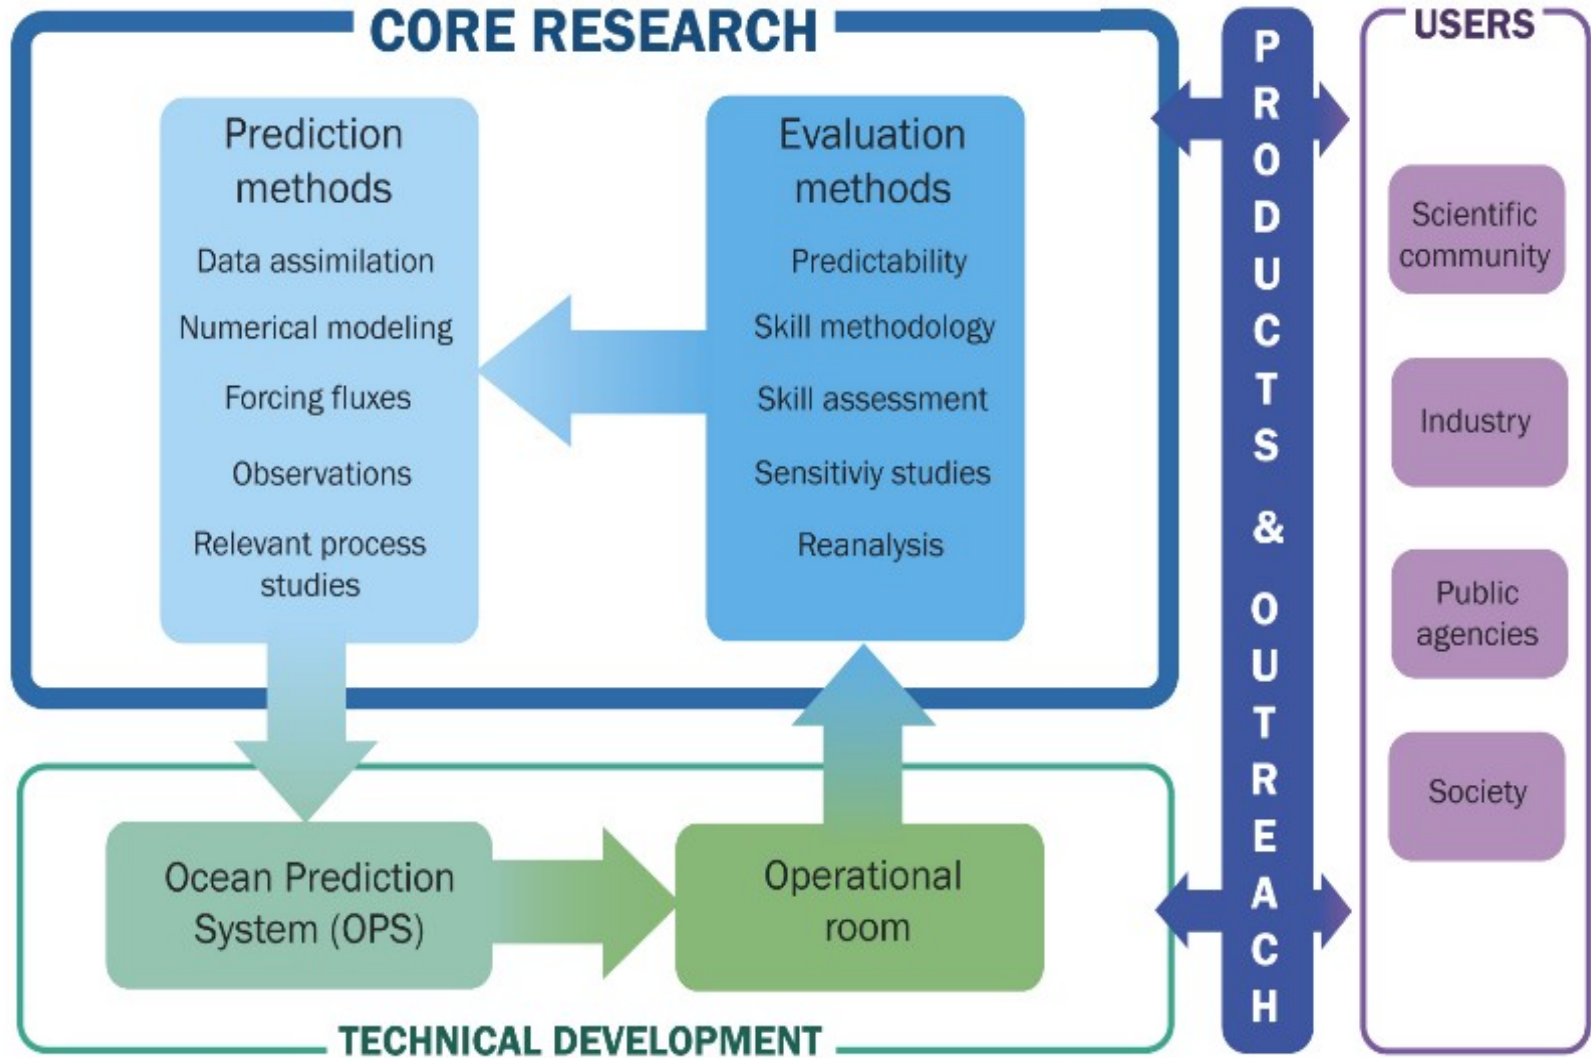 CORE RESEARCH
Prediction
methods
Data assimilation
Numerical modeling
Forcing fluxes
Observations
Relevant process
studies
Evaluation
methods
Predictability
Skill methodology
Skill assessment
Sensitiviy studies
Reanalysis
Ocean Prediction
System (OPS)
Operational
room
TECHNICAL DEVELOPMENT
PRODUCTS & OUTREACH
USERS
Scientific
community
Industry
Public
agencies
Society